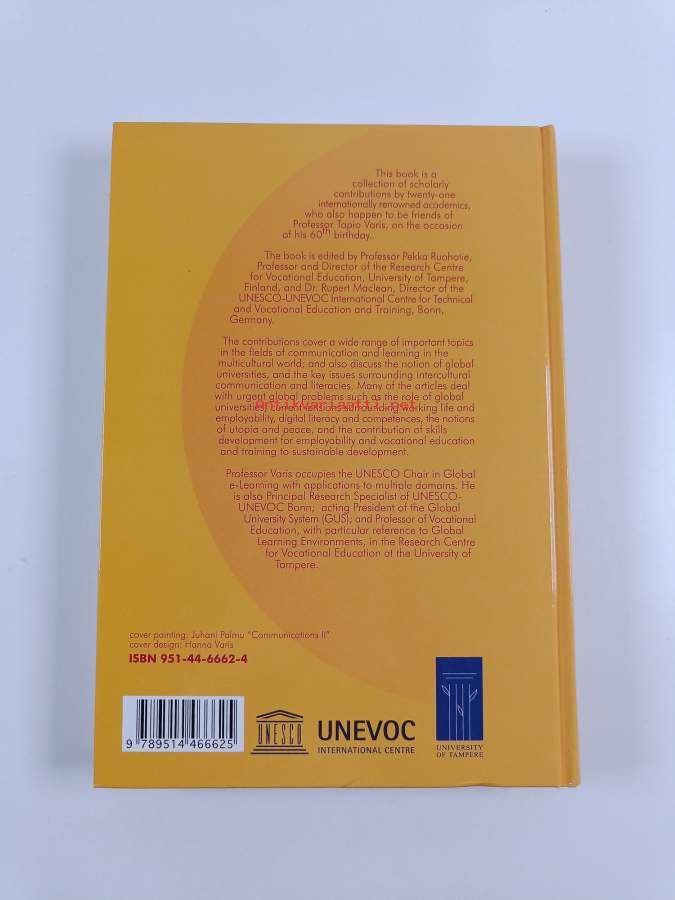 This book is a
collection of scholarly
contributions by twenty-one
internationally renowned academics,
who also happen to be friends of
Professor Tapio Varis, on the occasion
of his 60th birthday.
The book is edited by Professor Pekka Ruohotie,
Professor and Director of the Research Centre
for Vocational Education, University of Tampere,
Finland, and Dr. Rupert Maclean, Director of the
UNESCO-UNEVOC International Centre for Technical
and Vocational Education and Training, Bonn,
Germany.
The contributions cover a wide range of important topics
in the fields of communication and learning in the
multicultural world; and also discuss the notion of global
universities, and the key issues surrounding intercultural
communication and literacies. Many of the articles deal
with urgent global problems such as the role of global
Antikvariaatti.net
universities, current tensions surrounding working life and
employability, digital literacy and competences, the notions
of utopia and peace, and the contribution of skills
development for employability and vocational education
and training to sustainable development.
Professor Varis occupies the UNESCO Chair in Global
e-Learning with applications to multiple domains. He
is also Principal Research Specialist of UNESCO-
UNEVOC Bonn; acting President of the Global
University System (GUS); and Professor of Vocational
Education, with particular reference to Global
Learning Environments, in the Research Centre
for Vocational Education at the University of
Tampere.
cover painting: Juhani Palmu "Communications II"
cover design: Hanna Varis
ISBN 951-44-6662-4
9 789514 466625
UNESCO
UNEVOC
INTERNATIONAL CENTRE
UNIVERSITY
OF TAMPERE